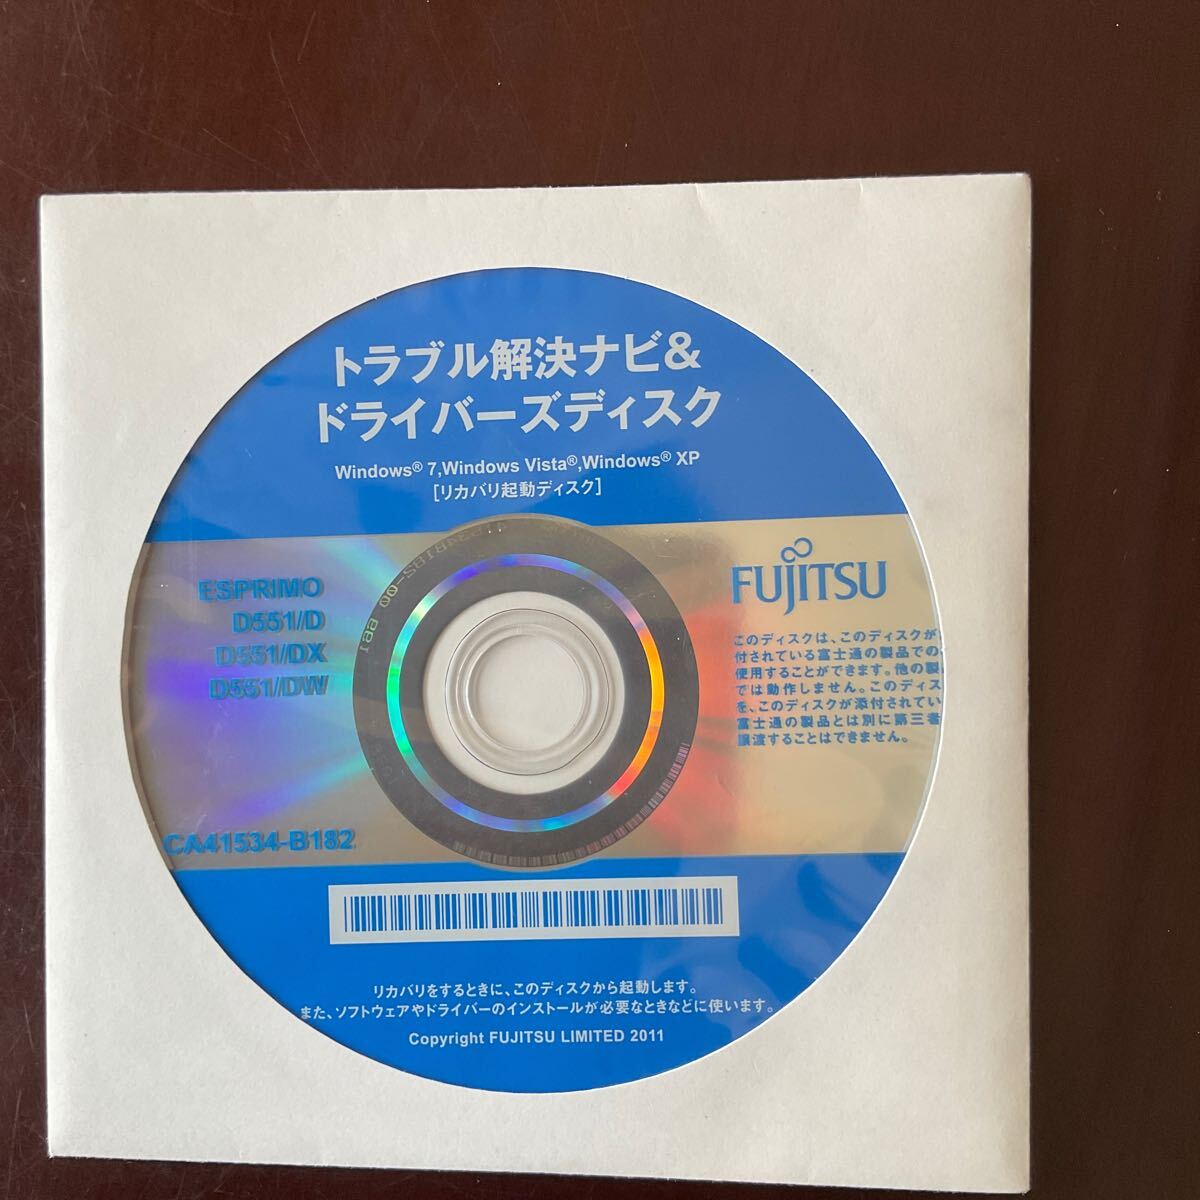 トラブル解決ナビ&
ドライバーズディスク
Windows® 7,Windows Vista®,Windows® XP
[リカバリ起動ディスク]
ESPRIMO
D551/D
D551/DX
D551/DW
CA41534-B182
FUJITSU
このディスクは、このディスクが
付されている富士通の製品での
使用することができます。他の製
では動作しません。このディス
を、このディスクが添付されてい
富士通の製品とは別に第三者
譲渡することはできません。
リカバリをするときに、このディスクから起動します。
また、ソフトウェアやドライバーのインストールが必要なときなどに使います。
Copyright FUJITSU LIMITED 2011